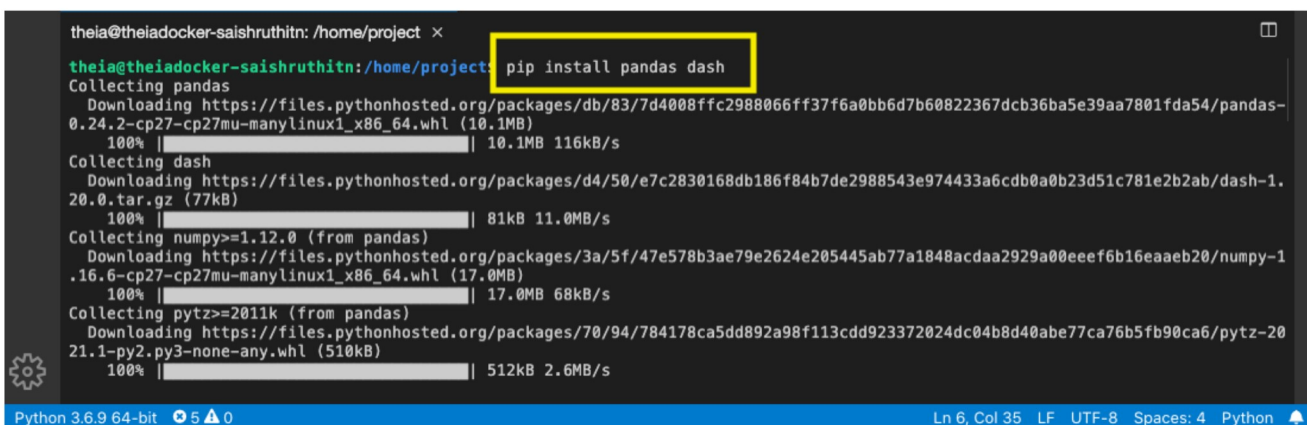 theia@theiadocker-saishruthitn: /home/project ×
theia@theiadocker-saishruthitn:/home/project$ pip install pandas dash
Collecting pandas
Downloading https://files.pythonhosted.org/packages/db/83/7d4008ffc2988066ff37f6a0bb6d7b60822367dcb36ba5e39aa7801fda54/pandas-
0.24.2-cp27-cp27mu-manylinux1_x86_64.whl (10.1MB)
100% || 10.1MB 116kB/s
Collecting dash
Downloading https://files.pythonhosted.org/packages/d4/50/e7c2830168db186f84b7de2988543e974433a6cdb0a0b23d51c781e2b2ab/dash-1.
20.0.tar.gz (77kB)
100% || 81kB 11.0MB/s
Collecting numpy>=1.12.0 (from pandas)
Downloading https://files.pythonhosted.org/packages/3a/5f/47e578b3ae79e2624e205445ab77a1848acdaa2929a00eeef6b16eaaeb20/numpy-1
.16.6-cp27-cp27mu-manylinux1_x86_64.whl (17.0MB)
100% || 17.0MB 68kB/s
Collecting pytz>=2011k (from pandas)
Downloading https://files.pythonhosted.org/packages/70/94/784178ca5dd892a98f113cdd923372024dc04b8d40abe77ca76b5fb90ca6/pytz-20
21.1-py2.py3-none-any.whl (510kB)
100% || 512kB 2.6MB/s
Python 3.6.9 64-bit 5 0 Ln 6, Col 35 LF UTF-8 Spaces: 4 Python